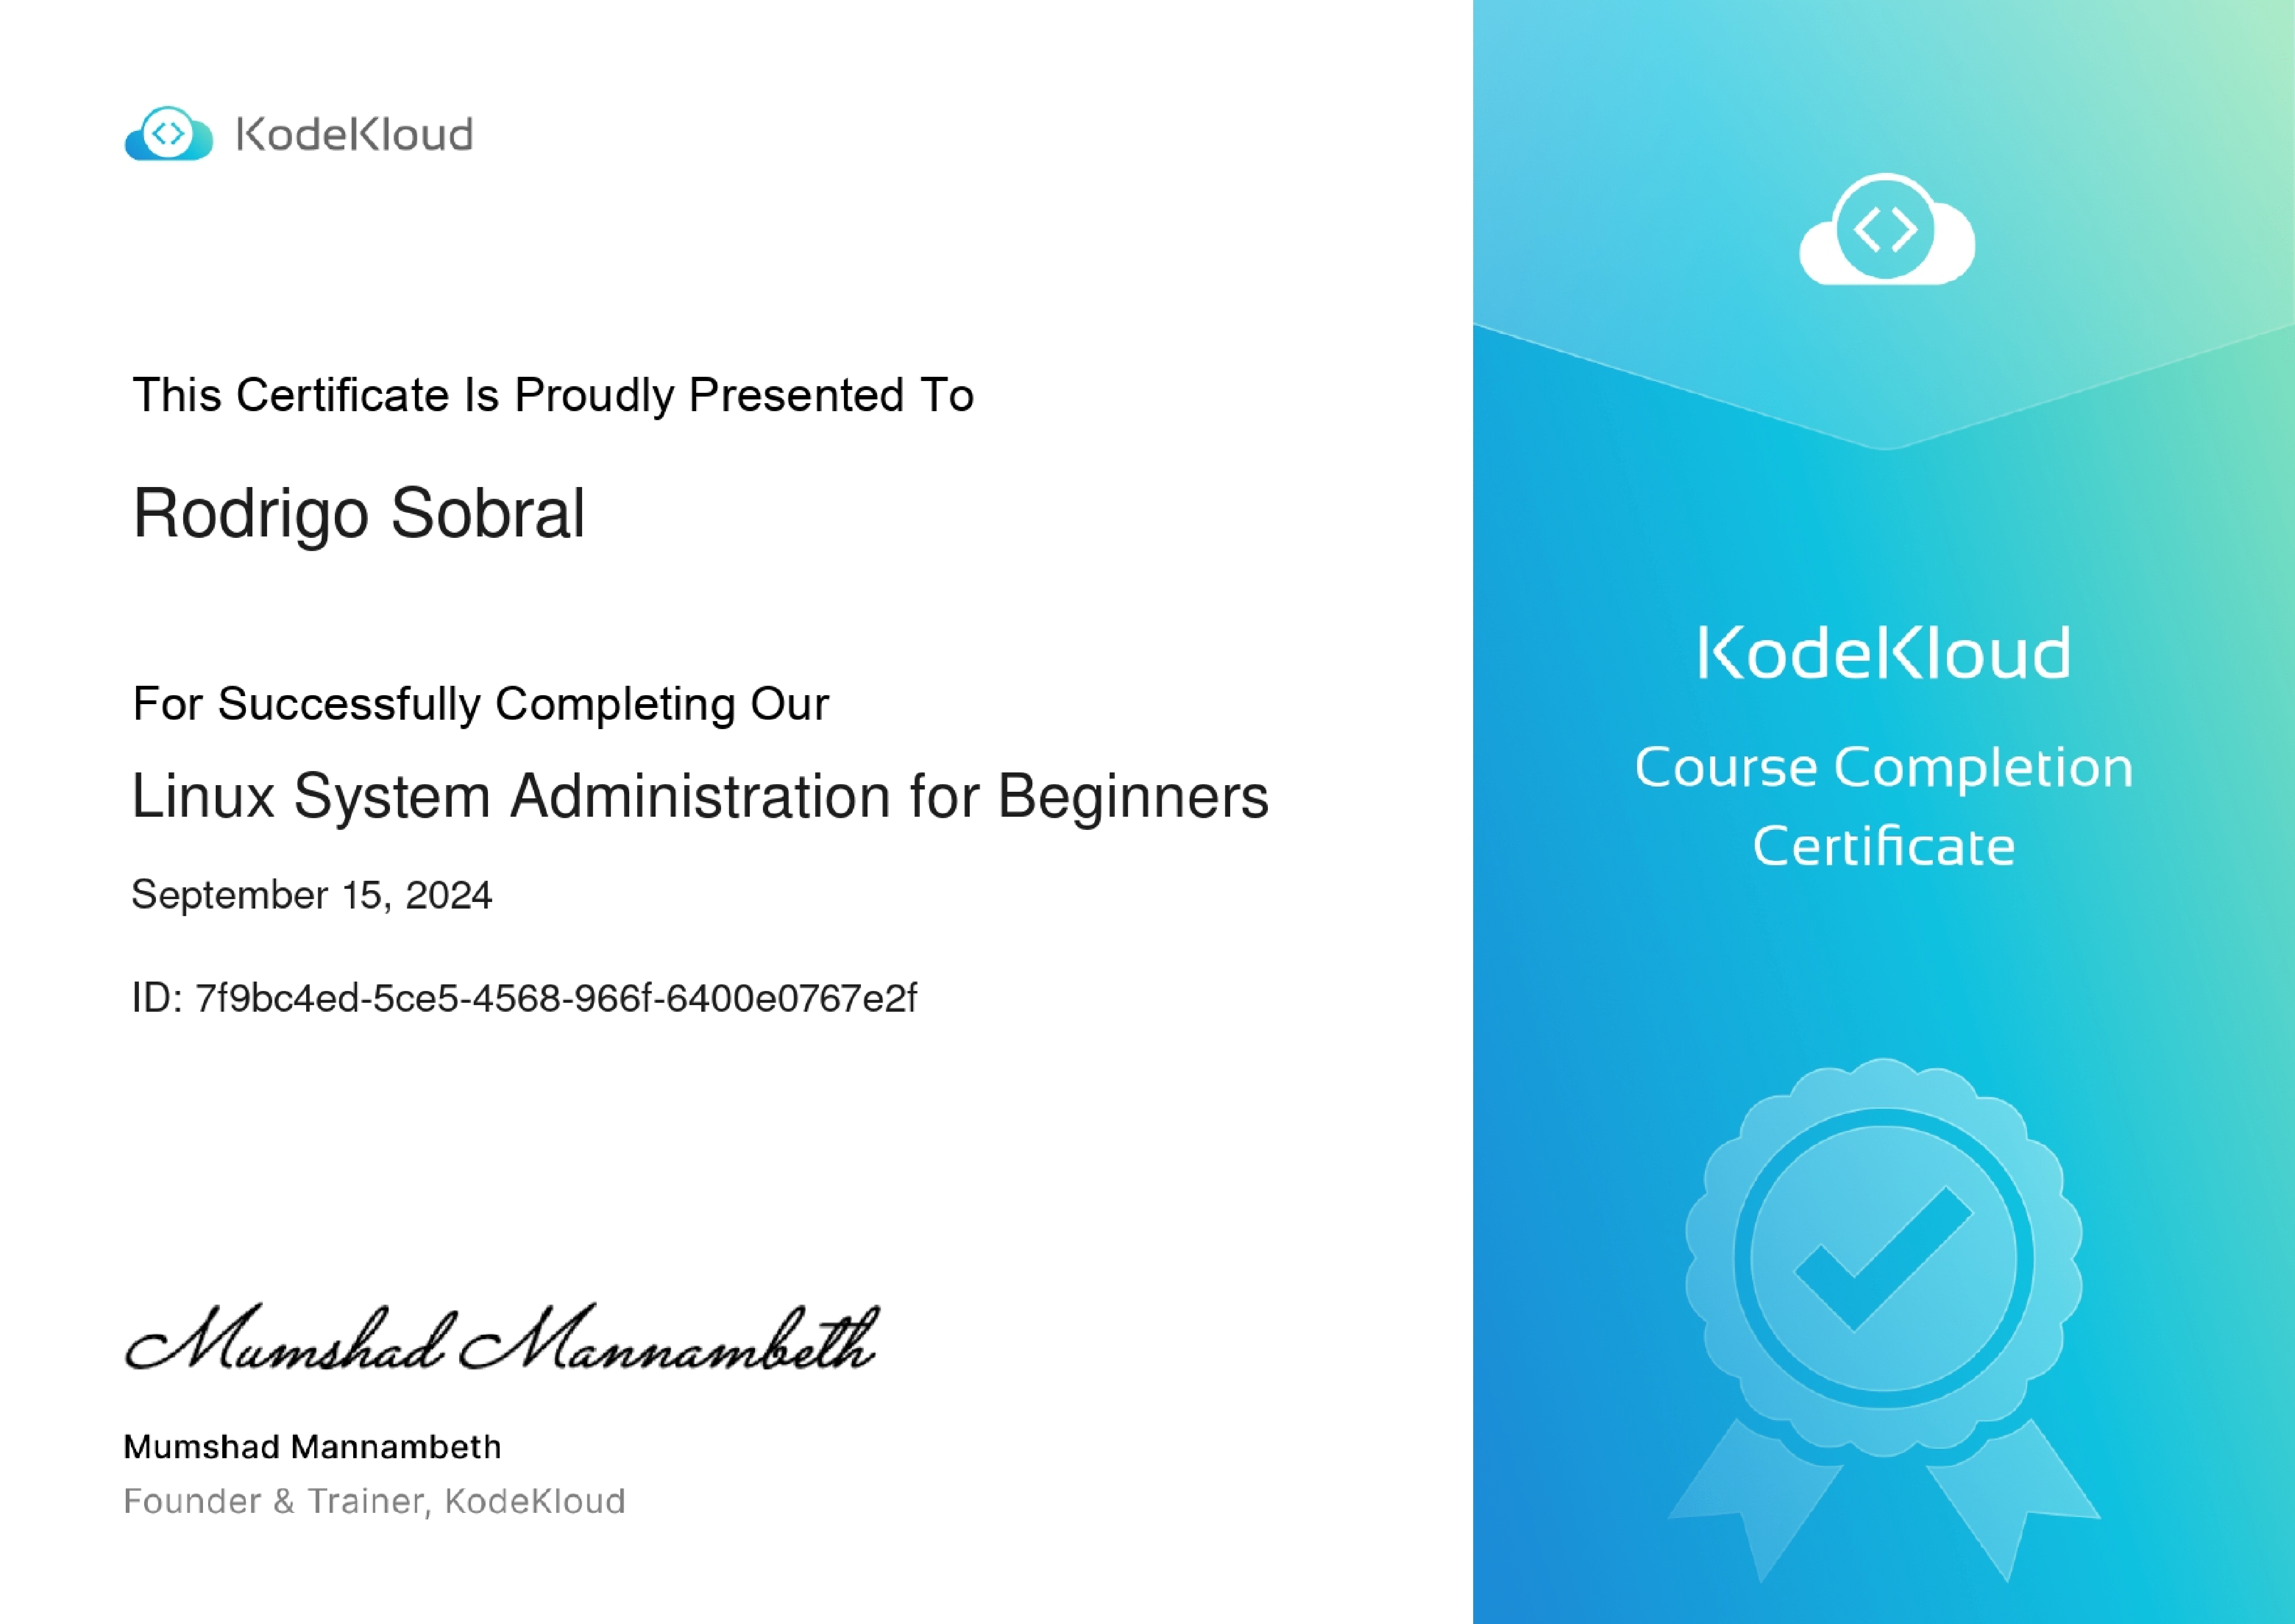 KodeKloud
This Certificate Is Proudly Presented To
Rodrigo Sobral
For Successfully Completing Our
Linux System Administration for Beginners
September 15, 2024
ID: 7f9bc4ed-5ce5-4568-966f-6400e0767e2f
Mumshad Mannambeth
Mumshad Mannambeth
Founder & Trainer, KodeKloud
KodeKloud
Course Completion
Certificate